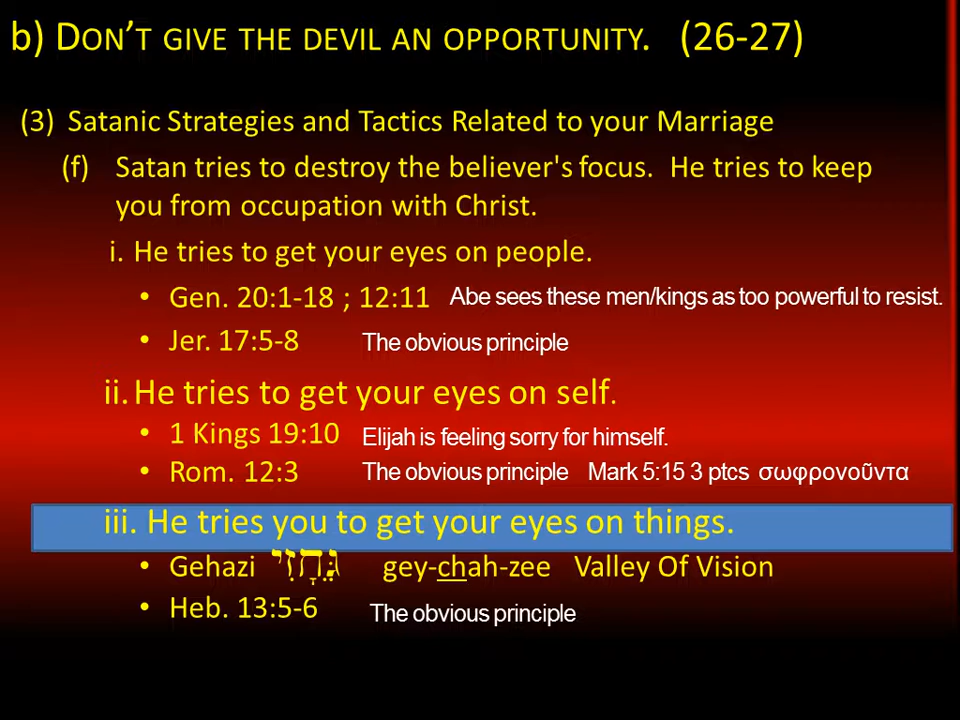 b) DON’T GIVE THE DEVIL AN OPPORTUNITY. (26-27)
(3) Satanic Strategies and Tactics Related to your Marriage
(f) Satan tries to destroy the believer's focus. He tries to keep
you from occupation with Christ.
i. He tries to get your eyes on people.
• Gen. 20:1-18 ; 12:11 Abe sees these men/kings as too powerful to resist.
• Jer. 17:5-8 The obvious principle
ii. He tries to get your eyes on self.
• 1 Kings 19:10 Elijah is feeling sorry for himself.
• Rom. 12:3 The obvious principle Mark 5:15 3 ptcs σωφρονοῦντα
iii. He tries you to get your eyes on things.
• Gehazi גֵּחֲזִי gey-chah-zee Valley Of Vision
• Heb. 13:5-6 The obvious principle